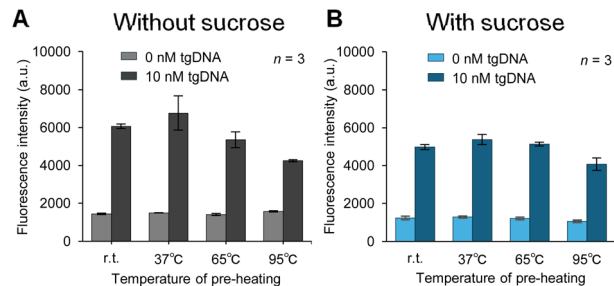 A
Without sucrose
Fluorescence intensity (a.u.)
10000
8000
6000
4000
2000
0
0 nM tgDNA
10 nM tgDNA
n = 3
r.t.
37℃
65℃
95℃
Temperature of pre-heating
B
With sucrose
Fluorescence intensity (a.u.)
10000
8000
6000
4000
2000
0
0 nM tgDNA
10 nM tgDNA
n = 3
r.t.
37℃
65℃
95℃
Temperature of pre-heating